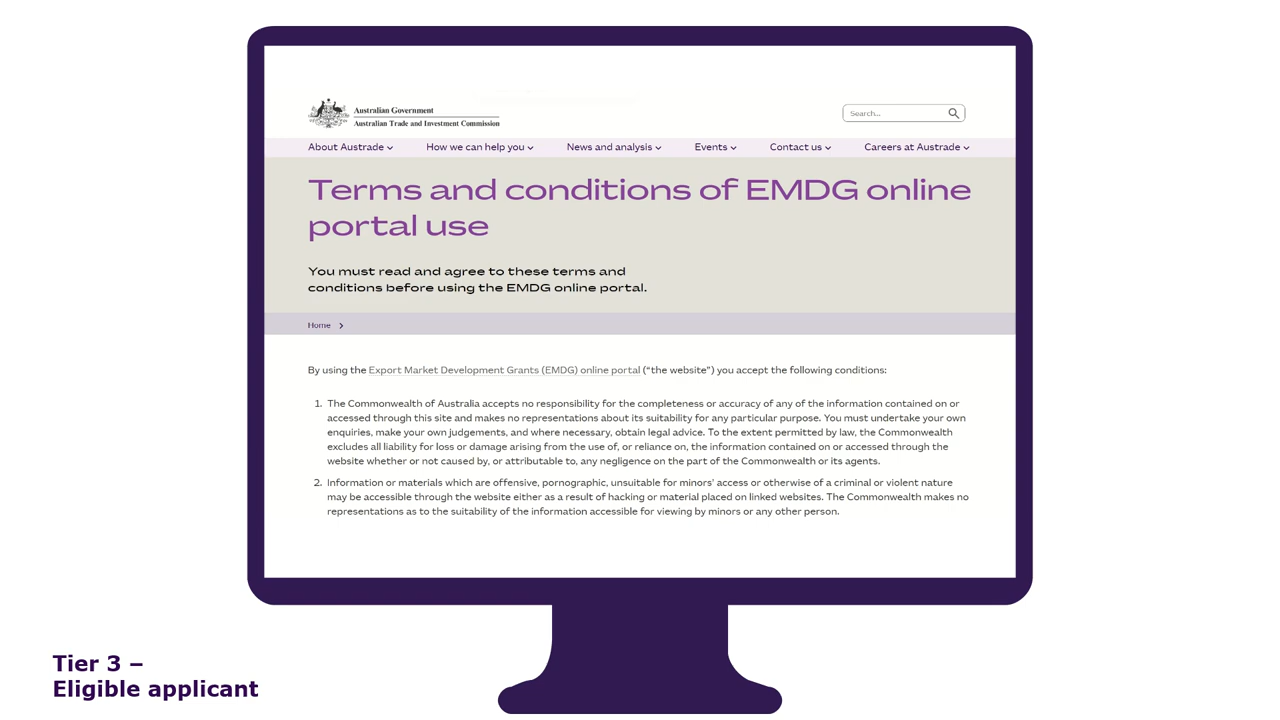 Australian Government
Australian Trade and Investment Commission
Search...
About Austrade
How we can help you
News and analysis
Events
Contact us
Careers at Austrade
Terms and conditions of EMDG online
portal use
You must read and agree to these terms and
conditions before using the EMDG online portal.
Home
By using the Export Market Development Grants (EMDG) online portal (“the website”) you accept the following conditions:
1. The Commonwealth of Australia accepts no responsibility for the completeness or accuracy of any of the information contained on or
accessed through this site and makes no representations about its suitability for any particular purpose. You must undertake your own
enquiries, make your own judgements, and where necessary, obtain legal advice. To the extent permitted by law, the Commonwealth
excludes all liability for loss or damage arising from the use of, or reliance on, the information contained on or accessed through the
website whether or not caused by, or attributable to, any negligence on the part of the Commonwealth or its agents.
2. Information or materials which are offensive, pornographic, unsuitable for minors’ access or otherwise of a criminal or violent nature
may be accessible through the website either as a result of hacking or material placed on linked websites. The Commonwealth makes no
representations as to the suitability of the information accessible for viewing by minors or any other person.
Tier 3 –
Eligible applicant